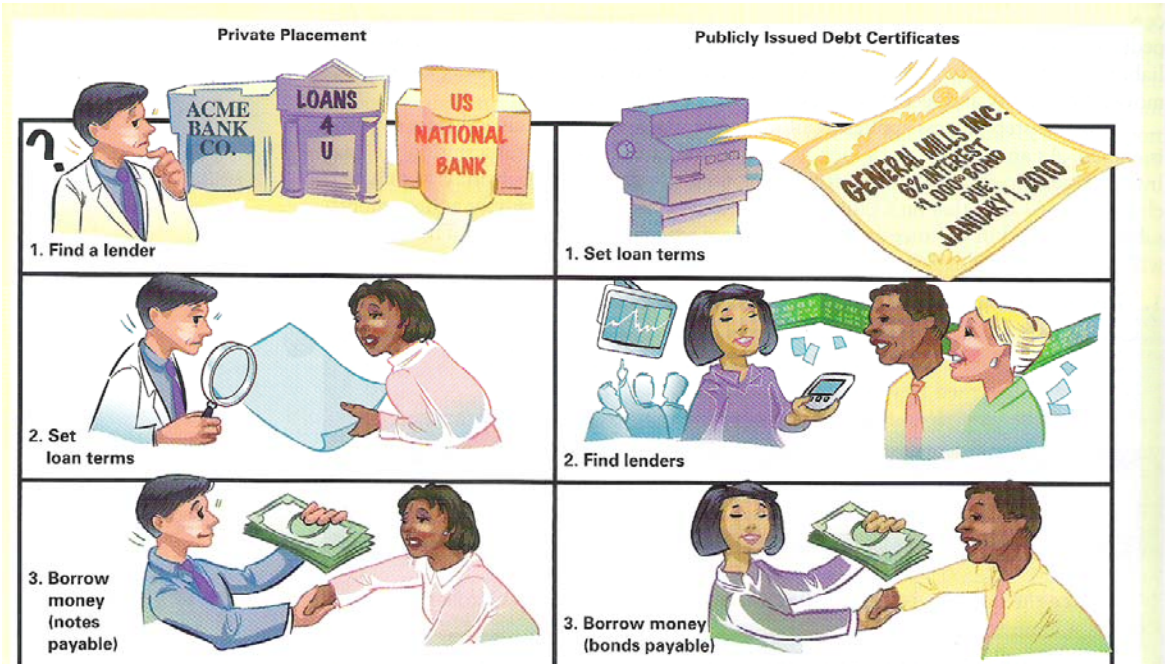 Private Placement
Publicly Issued Debt Certificates
ACME
BANK
CO.
LOANS
4
U
US
NATIONAL
BANK
?
1. Find a lender
GENERAL MILLS INC.
6% INTEREST
$1,000⁰⁰ BOND
DUE
JANUARY 1, 2010
1. Set loan terms
2. Set
loan terms
2. Find lenders
3. Borrow
money
(notes
payable)
3. Borrow money
(bonds payable)